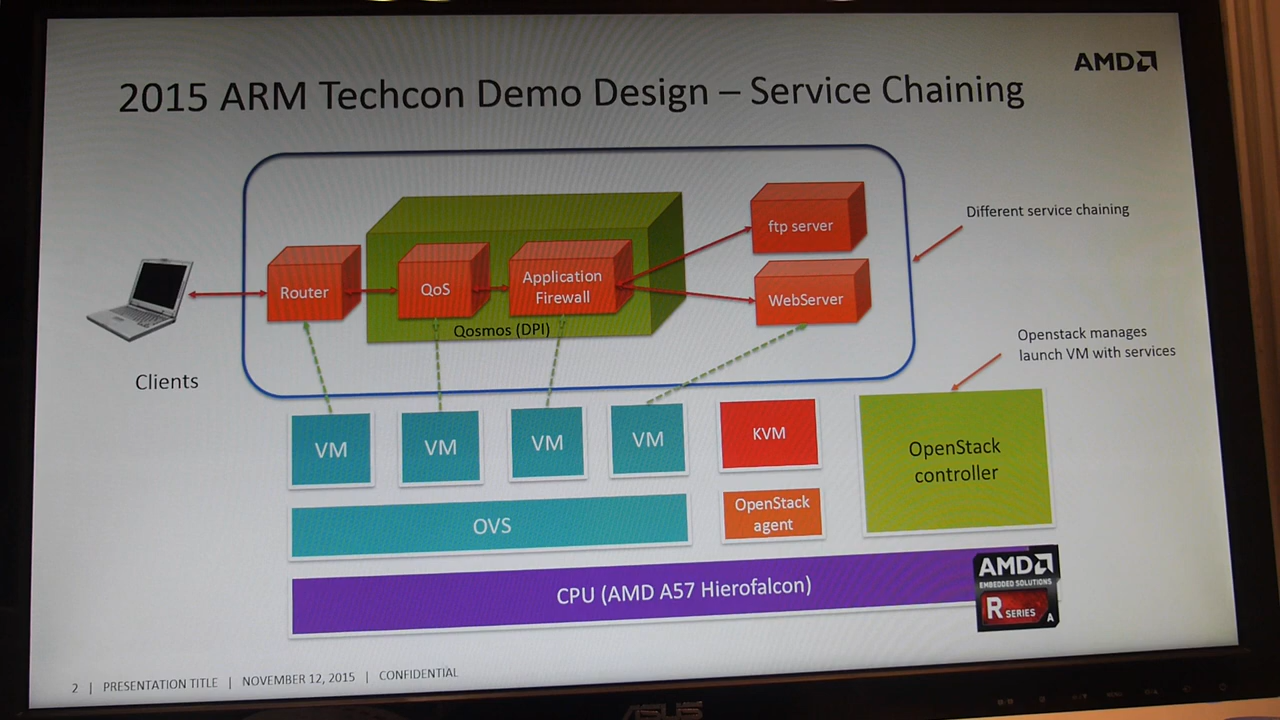 AMD
2015 ARM Techcon Demo Design – Service Chaining
Different service chaining
ftp server
Application
Firewall
Router
QoS
WebServer
Qosmos (DPI)
Clients
Openstack manages
launch VM with services
VM
VM
VM
VM
KVM
OpenStack
controller
OVS
OpenStack
agent
CPU (AMD A57 Hierofalcon)
AMD
EMBEDDED SOLUTIONS
R SERIES
A
2 | PRESENTATION TITLE | NOVEMBER 12, 2015 | CONFIDENTIAL
ASUS